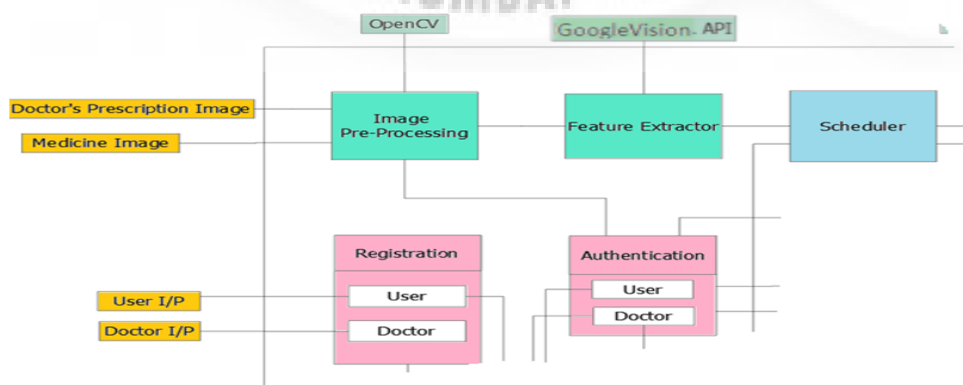 OpenCV
GoogleVision. API
Doctor's Prescription Image
Medicine Image
Image
Pre-Processing
Feature Extractor
Scheduler
Registration
User
Doctor
Authentication
User
Doctor
User I/P
Doctor I/P